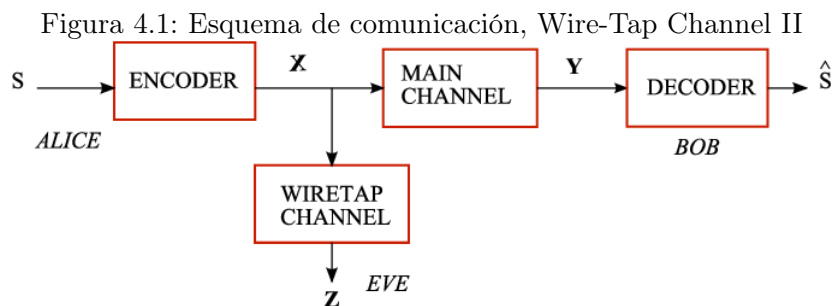 Figura 4.1: Esquema de comunicación, Wire-Tap Channel II
S
ENCODER
X
MAIN
CHANNEL
Y
DECODER
Ŝ
ALICE
BOB
WIRETAP
CHANNEL
EVE
Z